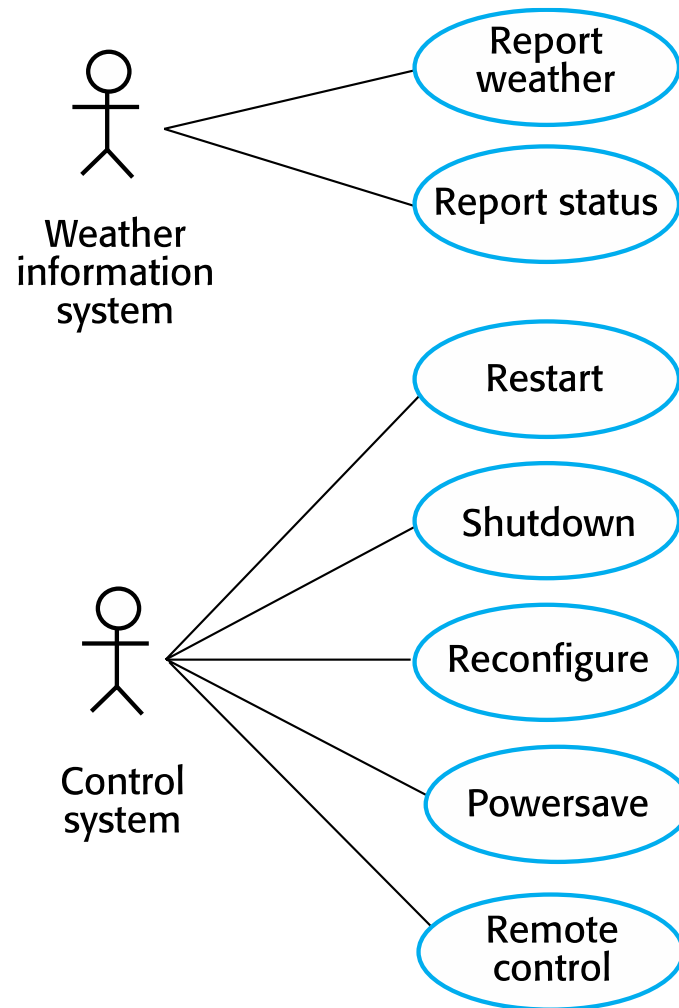 Report
weather
Report status
Weather
information
system
Restart
Shutdown
Reconfigure
Control
system
Powersave
Remote
control